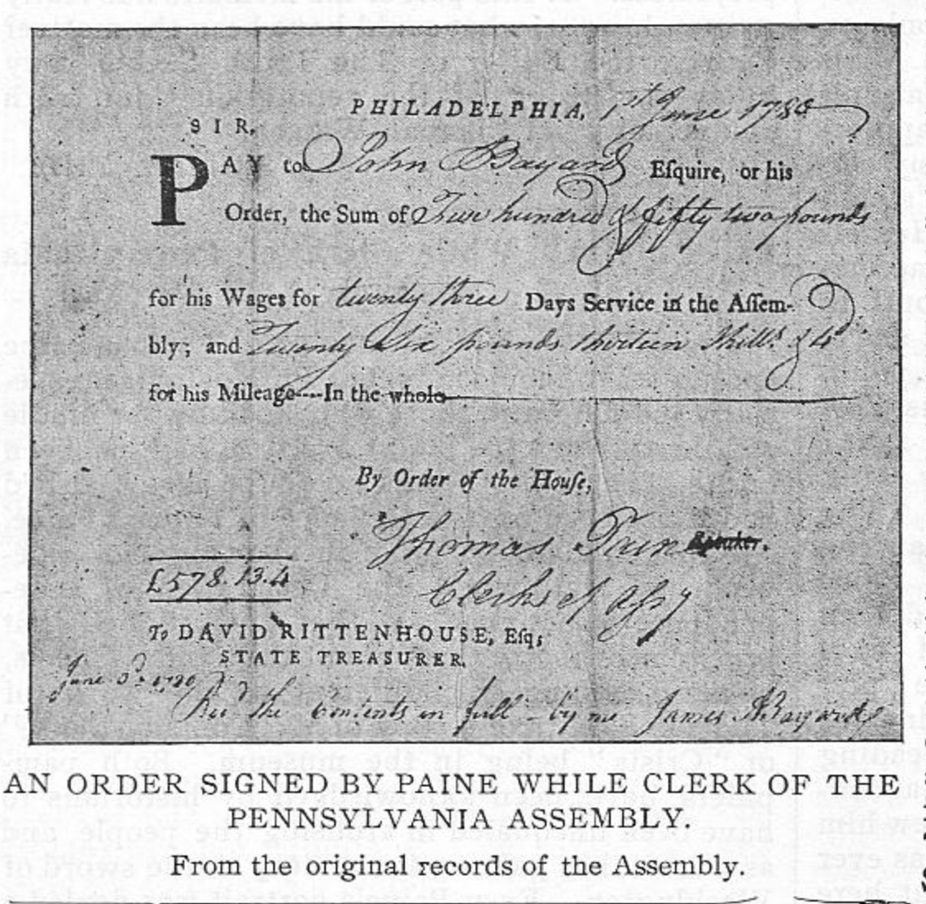 PHILADELPHIA, 1st June 1780
SIR,
PAY to John Bayard Eſquire, or his
Order, the Sum of Five hundred & fifty two pounds
for his Wages for twenty three Days Service in the Aſſem-
bly; and Twenty Six pounds thirteen Shills. & 4d.
for his Mileage----In the whole
By Order of the Houſe,
Thomas Paine Speaker.
Clerk of Assy
£578.13.4
To DAVID RITTENHOUSE, Eſq;
STATE TREASURER.
June 3d. 1780
Recd the Contents in full - by me James A Bayard
AN ORDER SIGNED BY PAINE WHILE CLERK OF THE
PENNSYLVANIA ASSEMBLY.
From the original records of the Assembly.